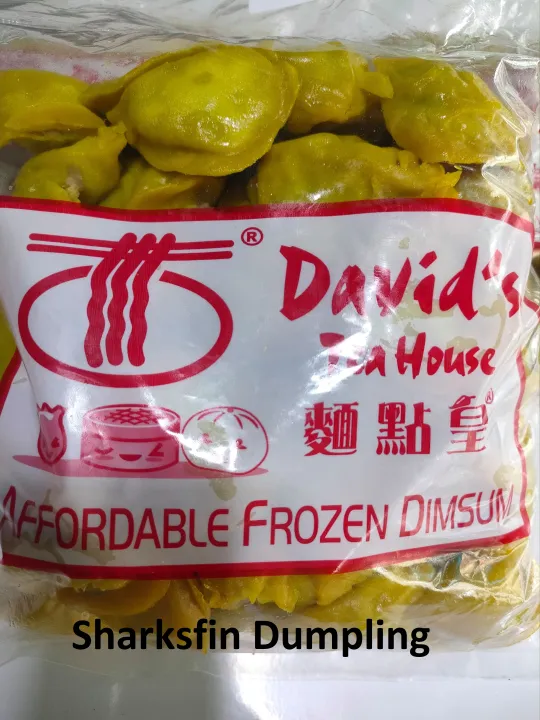 ®
David's
Tea House
麵點皇®
AFFORDABLE FROZEN DIMSUM
Sharksfin Dumpling